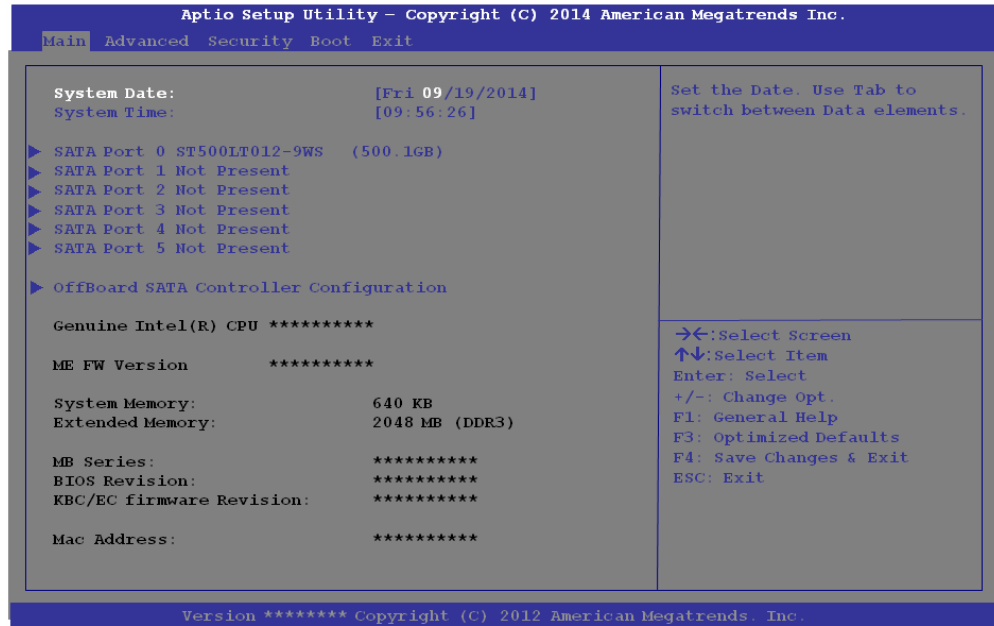 Aptio Setup Utility – Copyright (C) 2014 American Megatrends Inc.
Main Advanced Security Boot Exit
System Date: [Fri 09/19/2014]
System Time: [09:56:26]
SATA Port 0 ST500LT012-9WS (500.1GB)
SATA Port 1 Not Present
SATA Port 2 Not Present
SATA Port 3 Not Present
SATA Port 4 Not Present
SATA Port 5 Not Present
OffBoard SATA Controller Configuration
Genuine Intel(R) CPU **********
ME FW Version **********
System Memory: 640 KB
Extended Memory: 2048 MB (DDR3)
MB Series: **********
BIOS Revision: **********
KBC/EC firmware Revision: **********
Mac Address: **********
Set the Date. Use Tab to
switch between Data elements.
→←:Select Screen
↑↓:Select Item
Enter: Select
+/-: Change Opt.
F1: General Help
F3: Optimized Defaults
F4: Save Changes & Exit
ESC: Exit
Version ******** Copyright (C) 2012 American Megatrends. Inc.